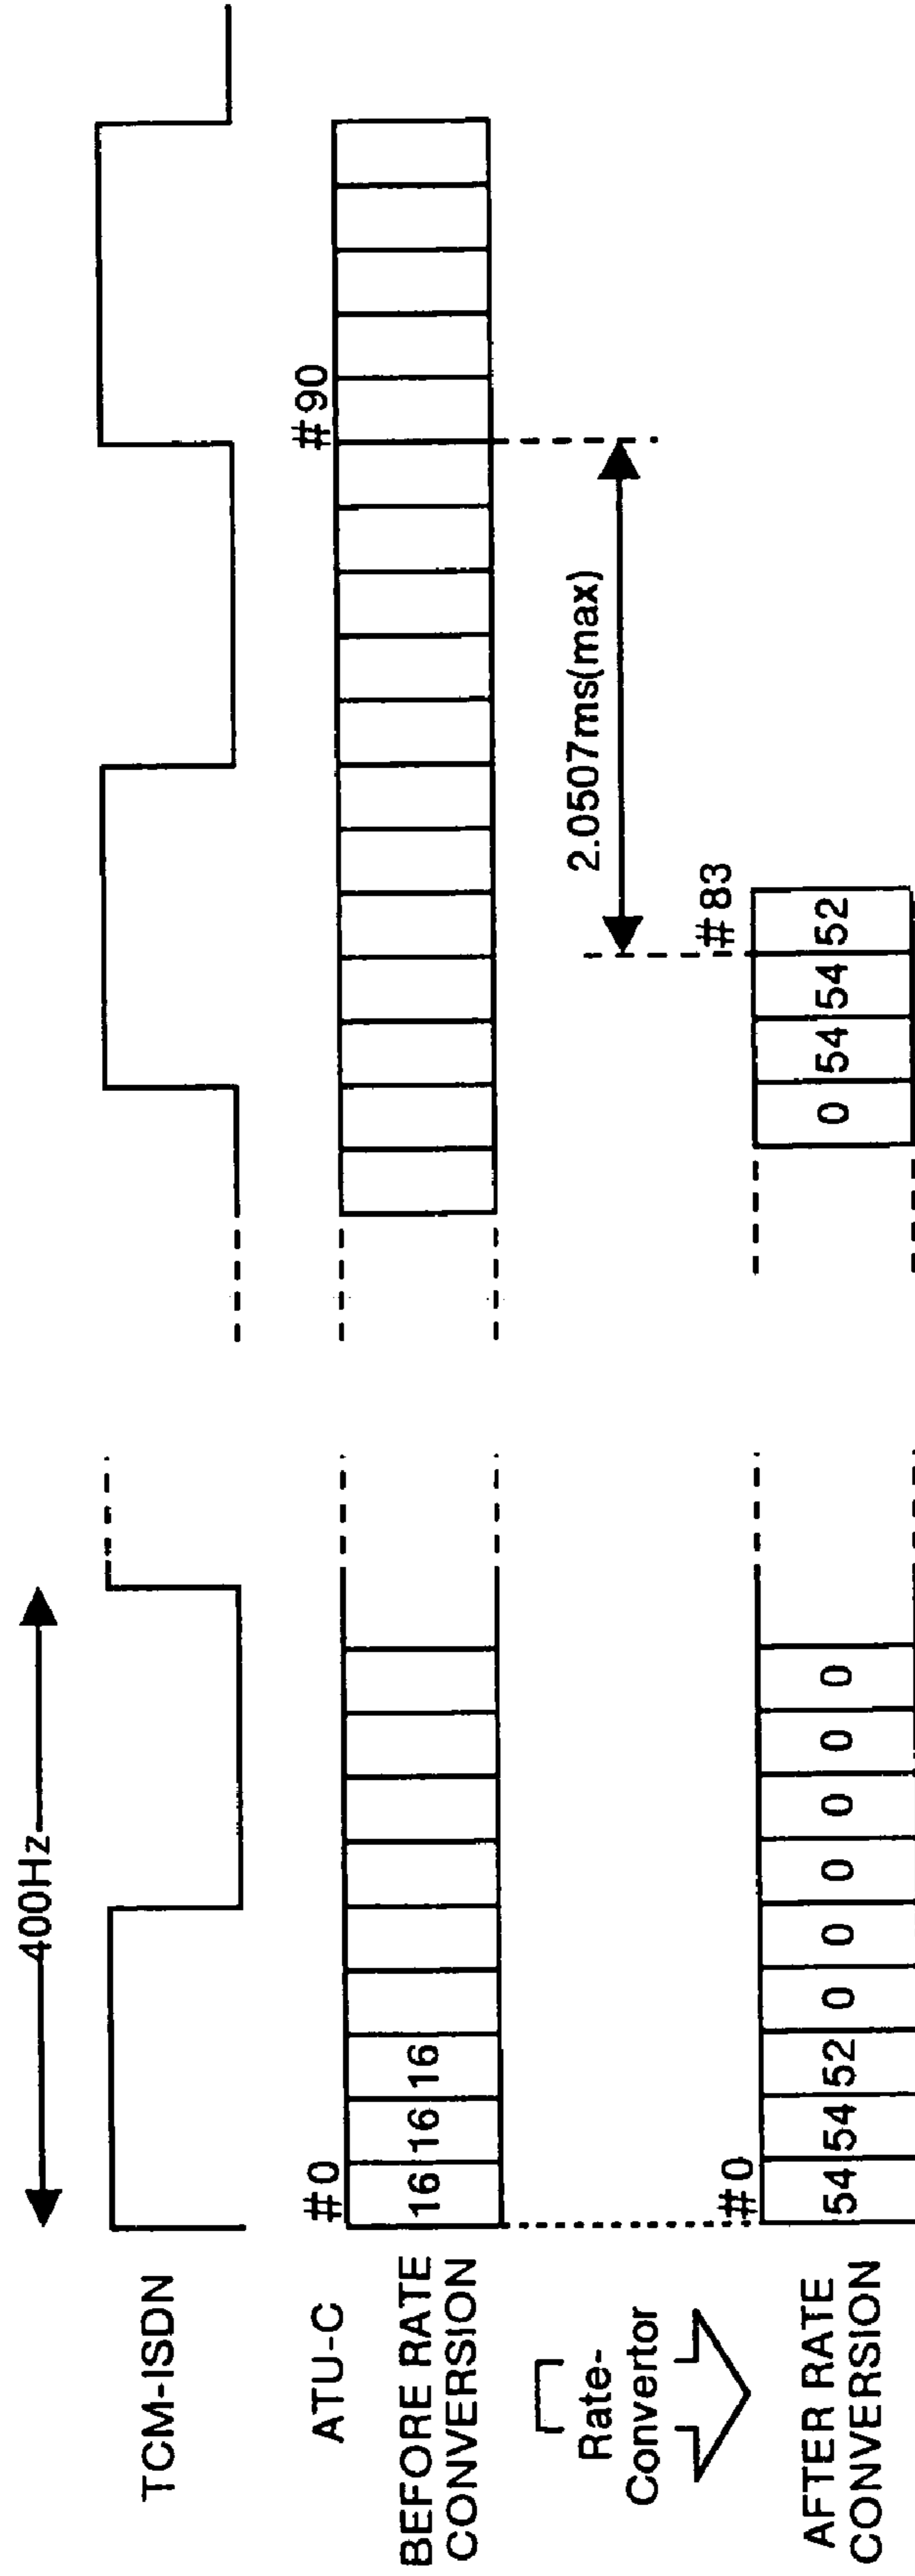 400Hz
TCM-ISDN
ATU-C
#0
#90
BEFORE RATE
CONVERSION
16 16 16
2.0507ms(max)
Rate-
Convertor
#0
#83
AFTER RATE
CONVERSION
54 54 52 0 0 0 0 0 0
0 54 54 52